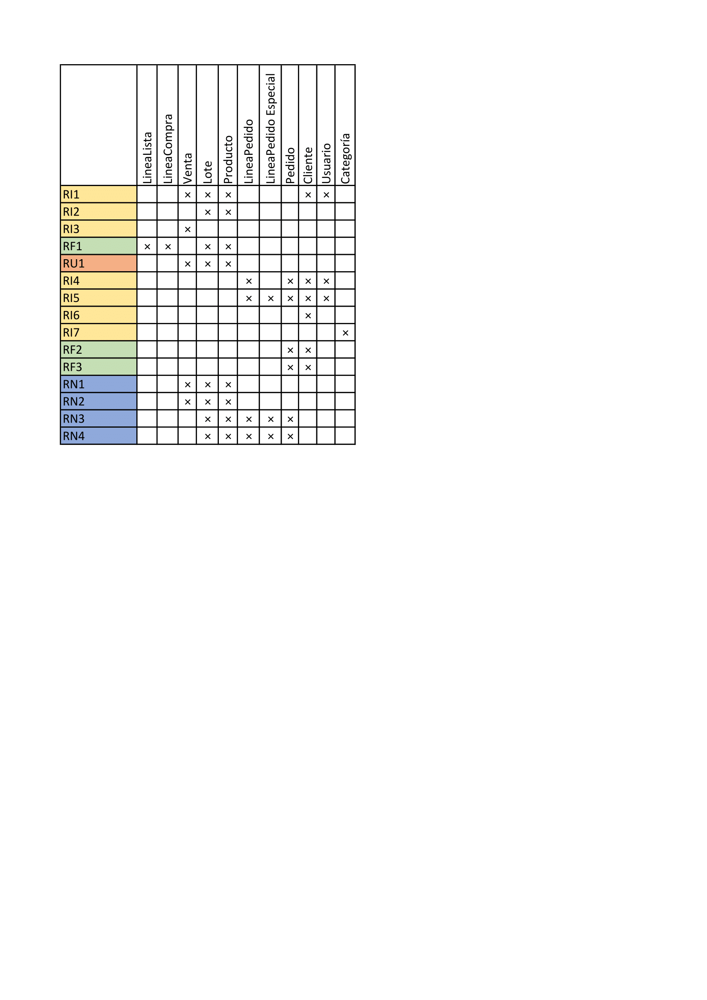 LineaLista LineaCompra Venta Lote Producto LineaPedido LineaPedido Especial Pedido Cliente Usuario Categoría
RI1 × × × × ×
RI2 × ×
RI3 ×
RF1 × × × ×
RU1 × × ×
RI4 × × × ×
RI5 × × × × ×
RI6 ×
RI7 ×
RF2 × ×
RF3 × ×
RN1 × × ×
RN2 × × ×
RN3 × × × × ×
RN4 × × × × ×